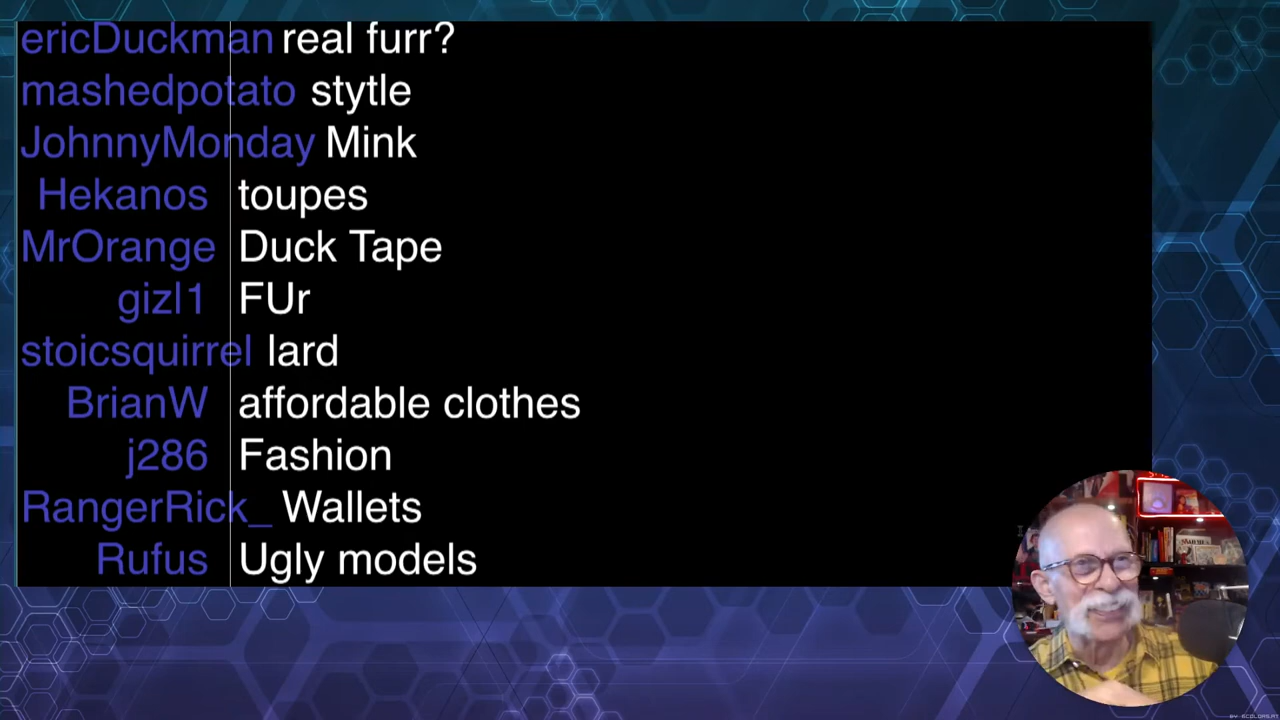 ericDuckman real furr?
mashedpotato stytle
JohnnyMonday Mink
Hekanos toupes
MrOrange Duck Tape
gizl1 FUr
stoicsquirrel lard
BrianW affordable clothes
j286 Fashion
RangerRick_ Wallets
Rufus Ugly models